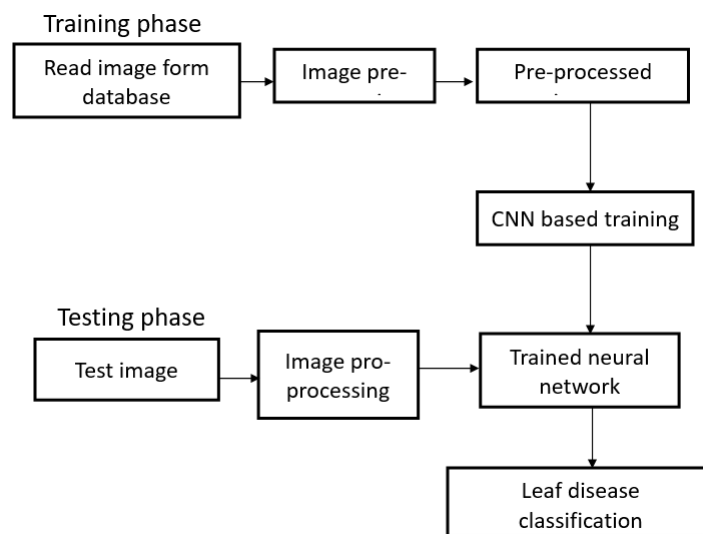 Training phase
Read image form
database
Image pre-
Pre-processed
CNN based training
Testing phase
Test image
Image pro-
processing
Trained neural
network
Leaf disease
classification